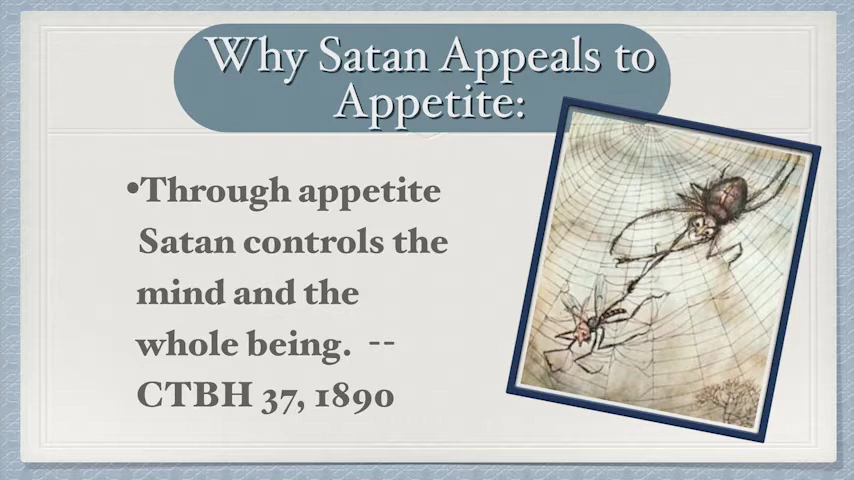 Why Satan Appeals to
Appetite:
•Through appetite
Satan controls the
mind and the
whole being. --
CTBH 37, 1890